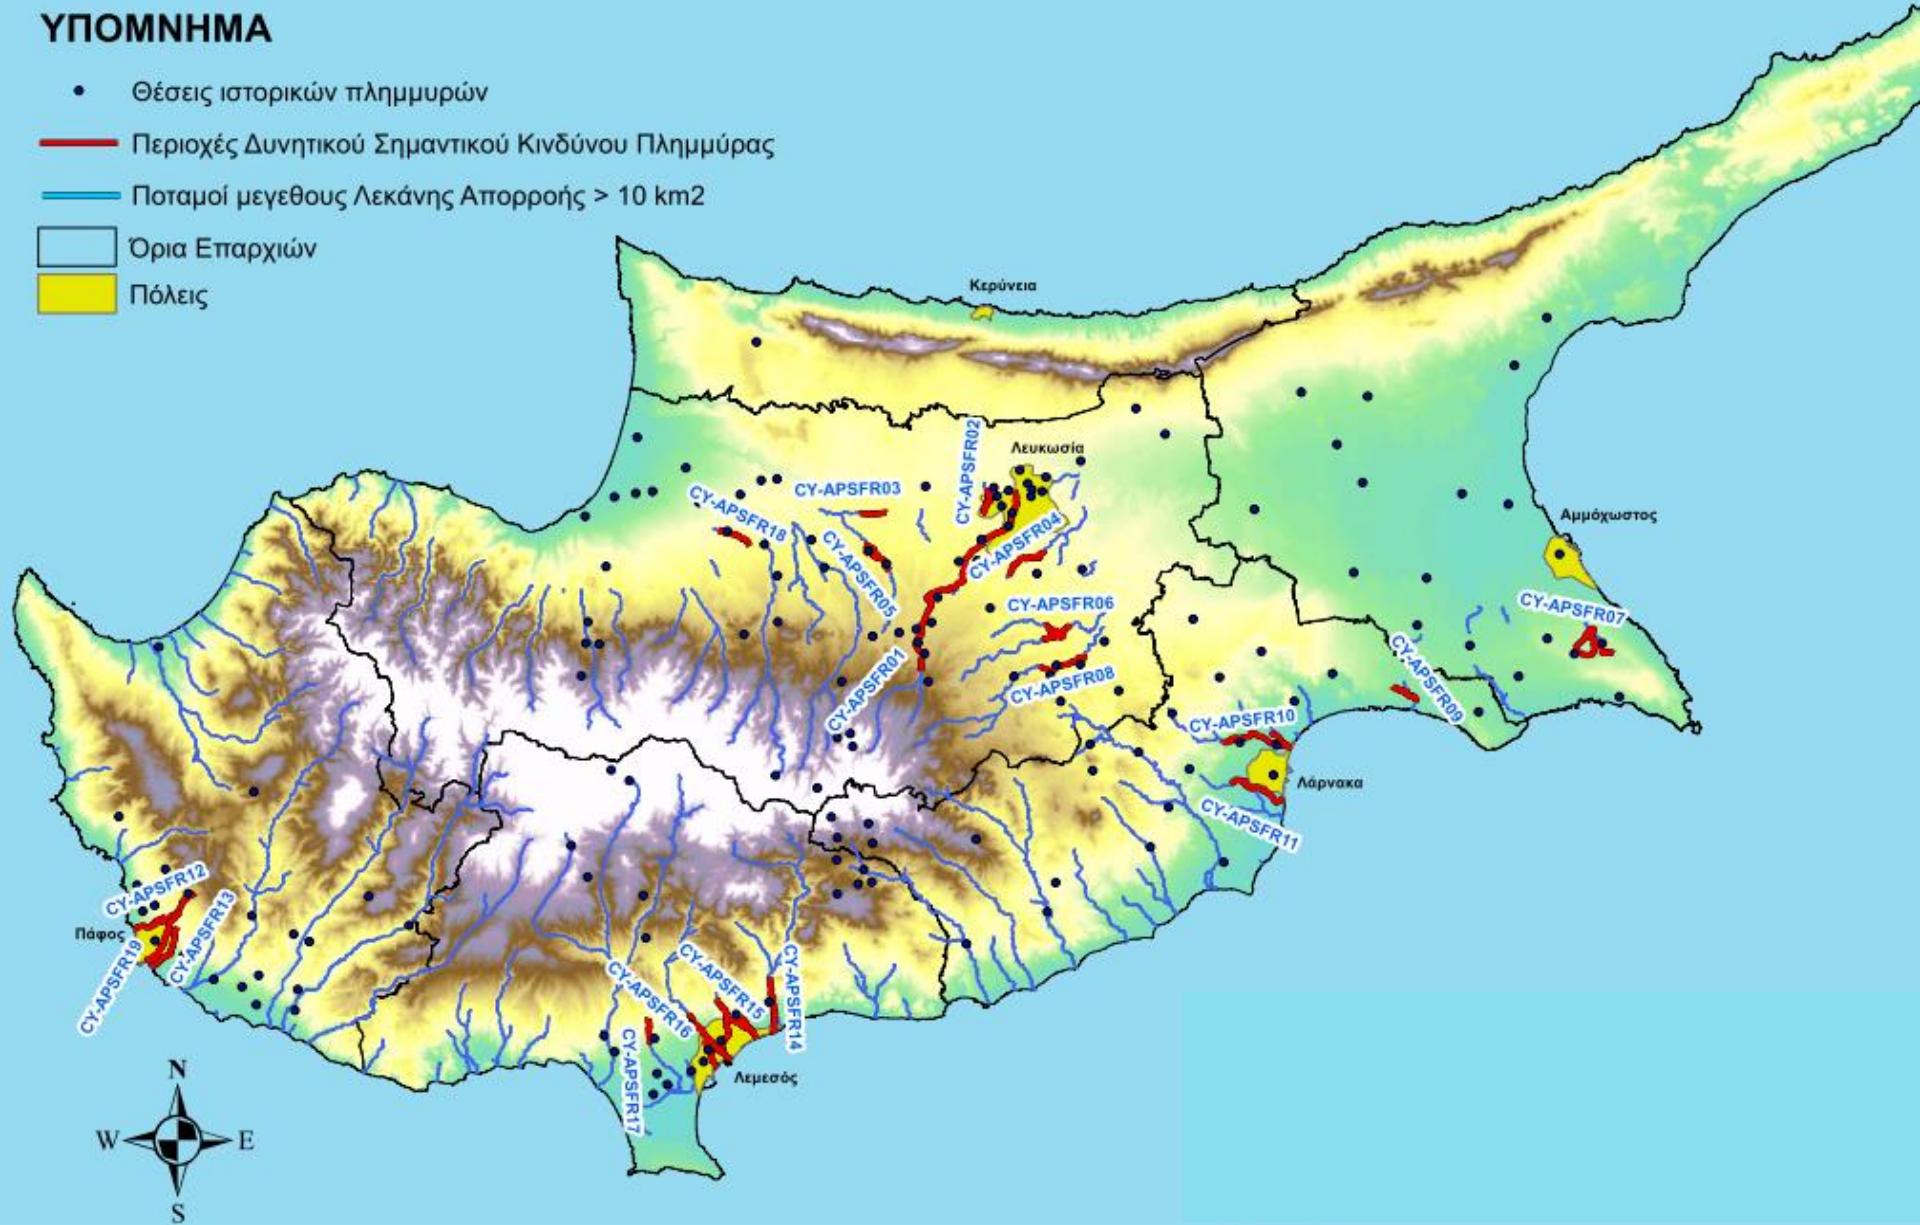 ΥΠΟΜΝΗΜΑ
Θέσεις ιστορικών πλημμυρών
Περιοχές Δυνητικού Σημαντικού Κινδύνου Πλημμύρας
Ποταμοί μεγεθους Λεκάνης Απορροής > 10 km2
Όρια Επαρχιών
Πόλεις
Κερύνεια
CY-APSFR02
Λευκωσία
CY-APSFR03
CY-APSFR18
CY-APSFR04
CY-APSFR05
Αμμόχωστος
CY-APSFR06
CY-APSFR07
CY-APSFR01
CY-APSFR08
CY-APSFR09
CY-APSFR10
Λάρνακα
CY-APSFR11
CY-APSFR12
CY-APSFR13
Πάφος
CY-APSFR19
CY-APSFR16
CY-APSFR15
CY-APSFR14
CY-APSFR17
Λεμεσός
N
W E
S